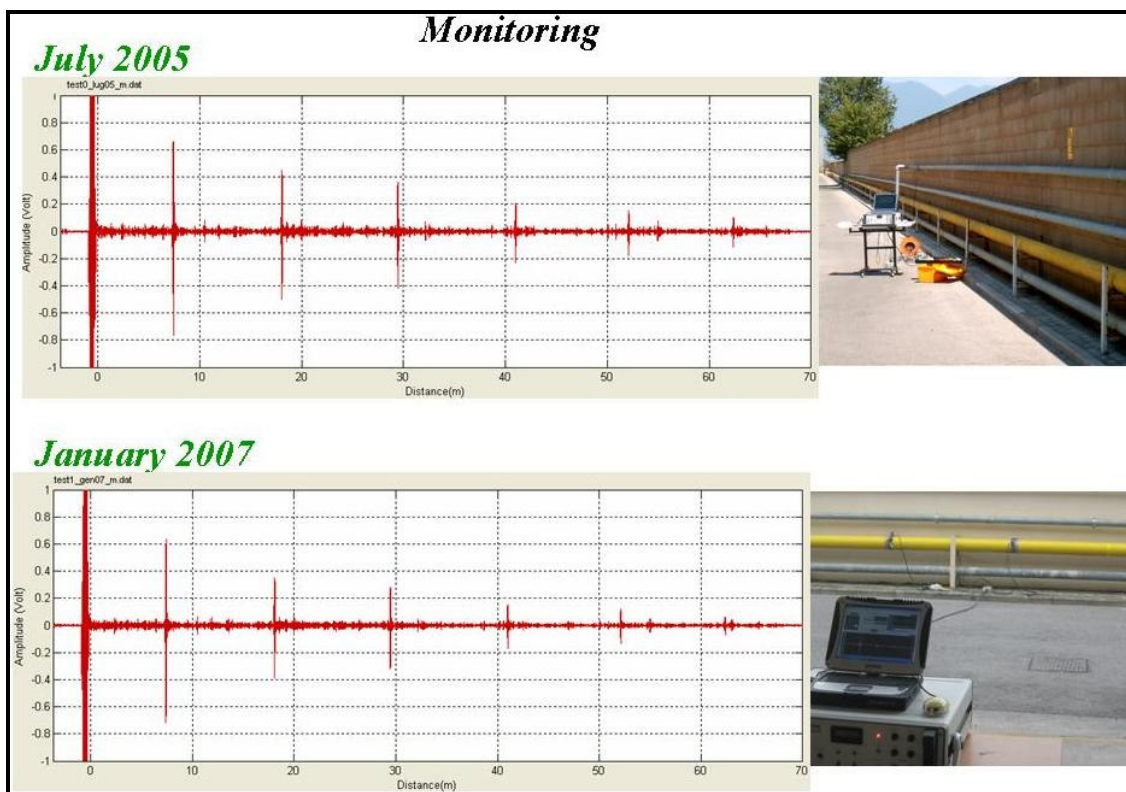 Monitoring
July 2005
test0_lug05_m.dat
1
0.8
0.6
0.4
0.2
0
-0.2
-0.4
-0.6
-0.8
-1
Amplitude (Volt)
0 10 20 30 40 50 60 70
Distance(m)
January 2007
test1_gen07_m.dat
1
0.8
0.6
0.4
0.2
0
-0.2
-0.4
-0.6
-0.8
-1
Amplitude (Volt)
0 10 20 30 40 50 60 70
Distance(m)